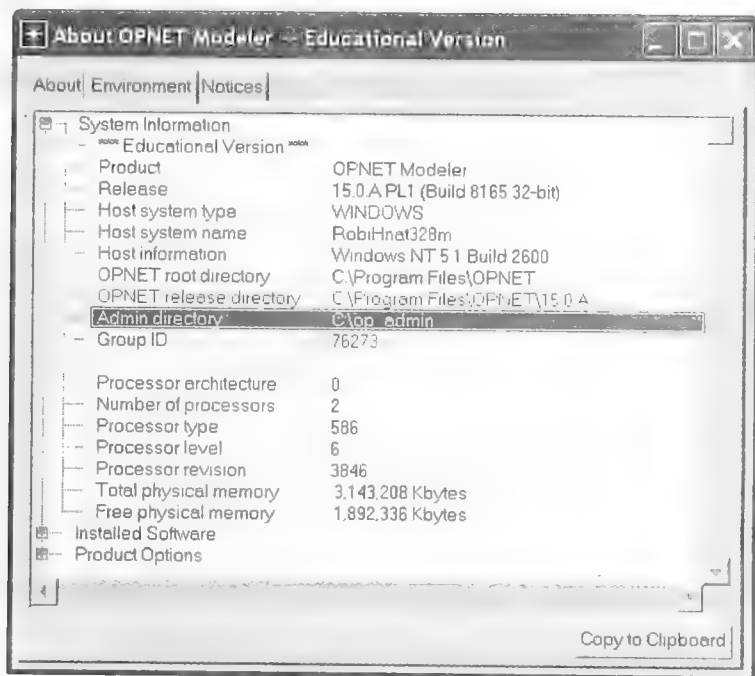 About OPNET Modeler — Educational Version
About Environment Notices
System Information
**** Educational Version ****
Product OPNET Modeler
Release 15.0.A PL1 (Build 8165 32-bit)
Host system type WINDOWS
Host system name RobiHnat328m
Host information Windows NT 5.1 Build 2600
OPNET root directory C:\Program Files\OPNET
OPNET release directory C:\Program Files\OPNET\15.0.A
Admin directory C:\op_admin
Group ID 76273
Processor architecture 0
Number of processors 2
Processor type 586
Processor level 6
Processor revision 3846
Total physical memory 3,143,208 Kbytes
Free physical memory 1,892,336 Kbytes
Installed Software
Product Options
Copy to Clipboard